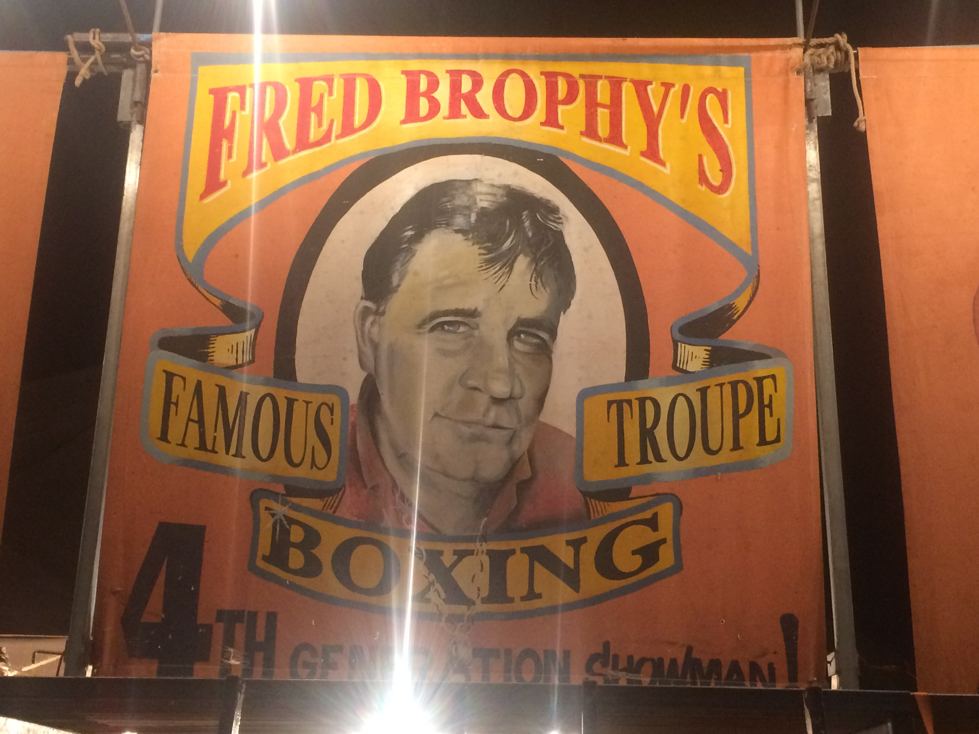 FRED BROPHY'S
FAMOUS
BOXING
TROUPE
4TH GENERATION SHOWMAN!